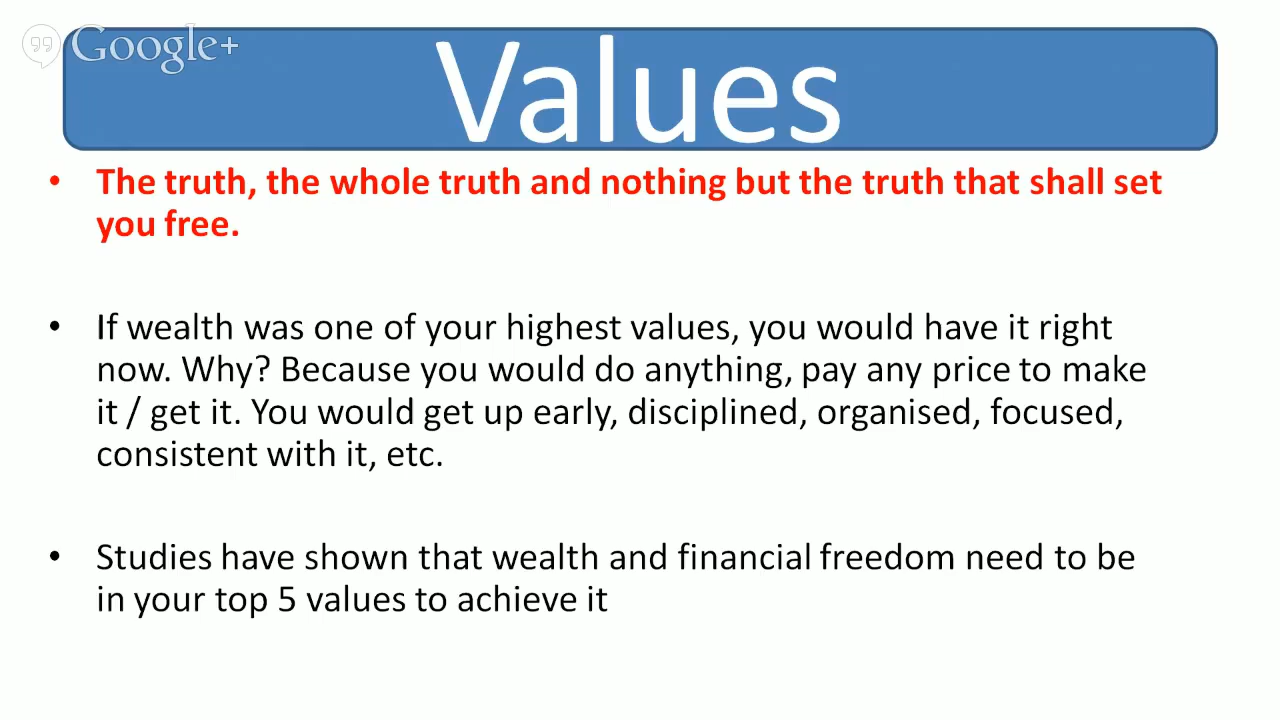 Google+
Values
• The truth, the whole truth and nothing but the truth that shall set
you free.
• If wealth was one of your highest values, you would have it right
now. Why? Because you would do anything, pay any price to make
it / get it. You would get up early, disciplined, organised, focused,
consistent with it, etc.
• Studies have shown that wealth and financial freedom need to be
in your top 5 values to achieve it